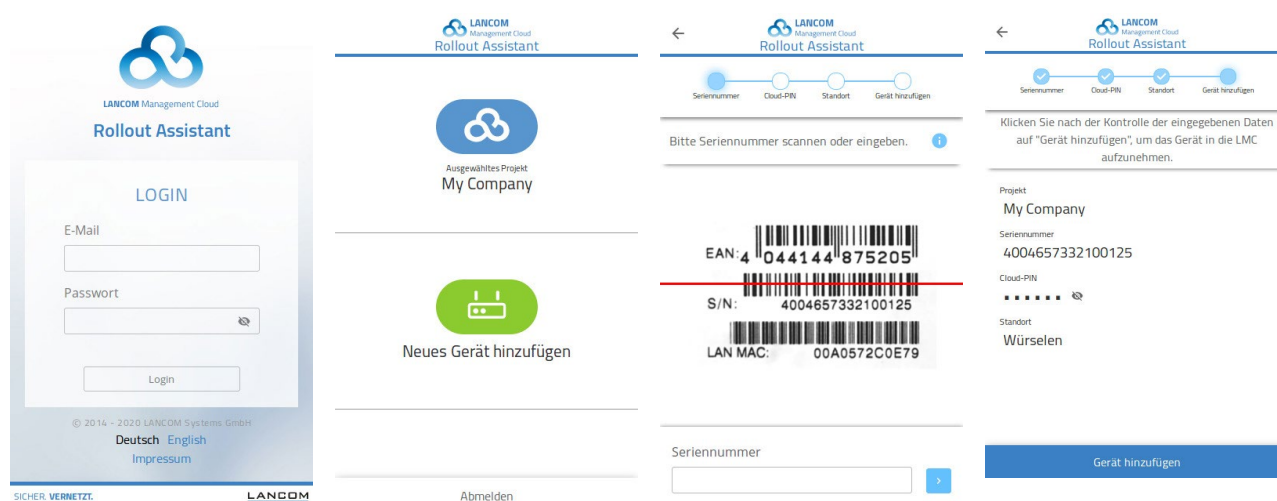 LANCOM Management Cloud
Rollout Assistant
LOGIN
E-Mail
Passwort
Login
© 2014 - 2020 LANCOM Systems GmbH
Deutsch English
Impressum
SICHER. VERNETZT.
LANCOM
LANCOM
Management Cloud
Rollout Assistant
Ausgewähltes Projekt
My Company
Neues Gerät hinzufügen
Abmelden
LANCOM
Management Cloud
Rollout Assistant
Seriennummer Cloud-PIN Standort Gerät hinzufügen
Bitte Seriennummer scannen oder eingeben.
EAN: 4 044144 875205
S/N: 4004657332100125
LAN MAC: 00A0572C0E79
Seriennummer
LANCOM
Management Cloud
Rollout Assistant
Seriennummer Cloud-PIN Standort Gerät hinzufügen
Klicken Sie nach der Kontrolle der eingegebenen Daten
auf "Gerät hinzufügen", um das Gerät in die LMC
aufzunehmen.
Projekt
My Company
Seriennummer
4004657332100125
Cloud-PIN
Standort
Würselen
Gerät hinzufügen